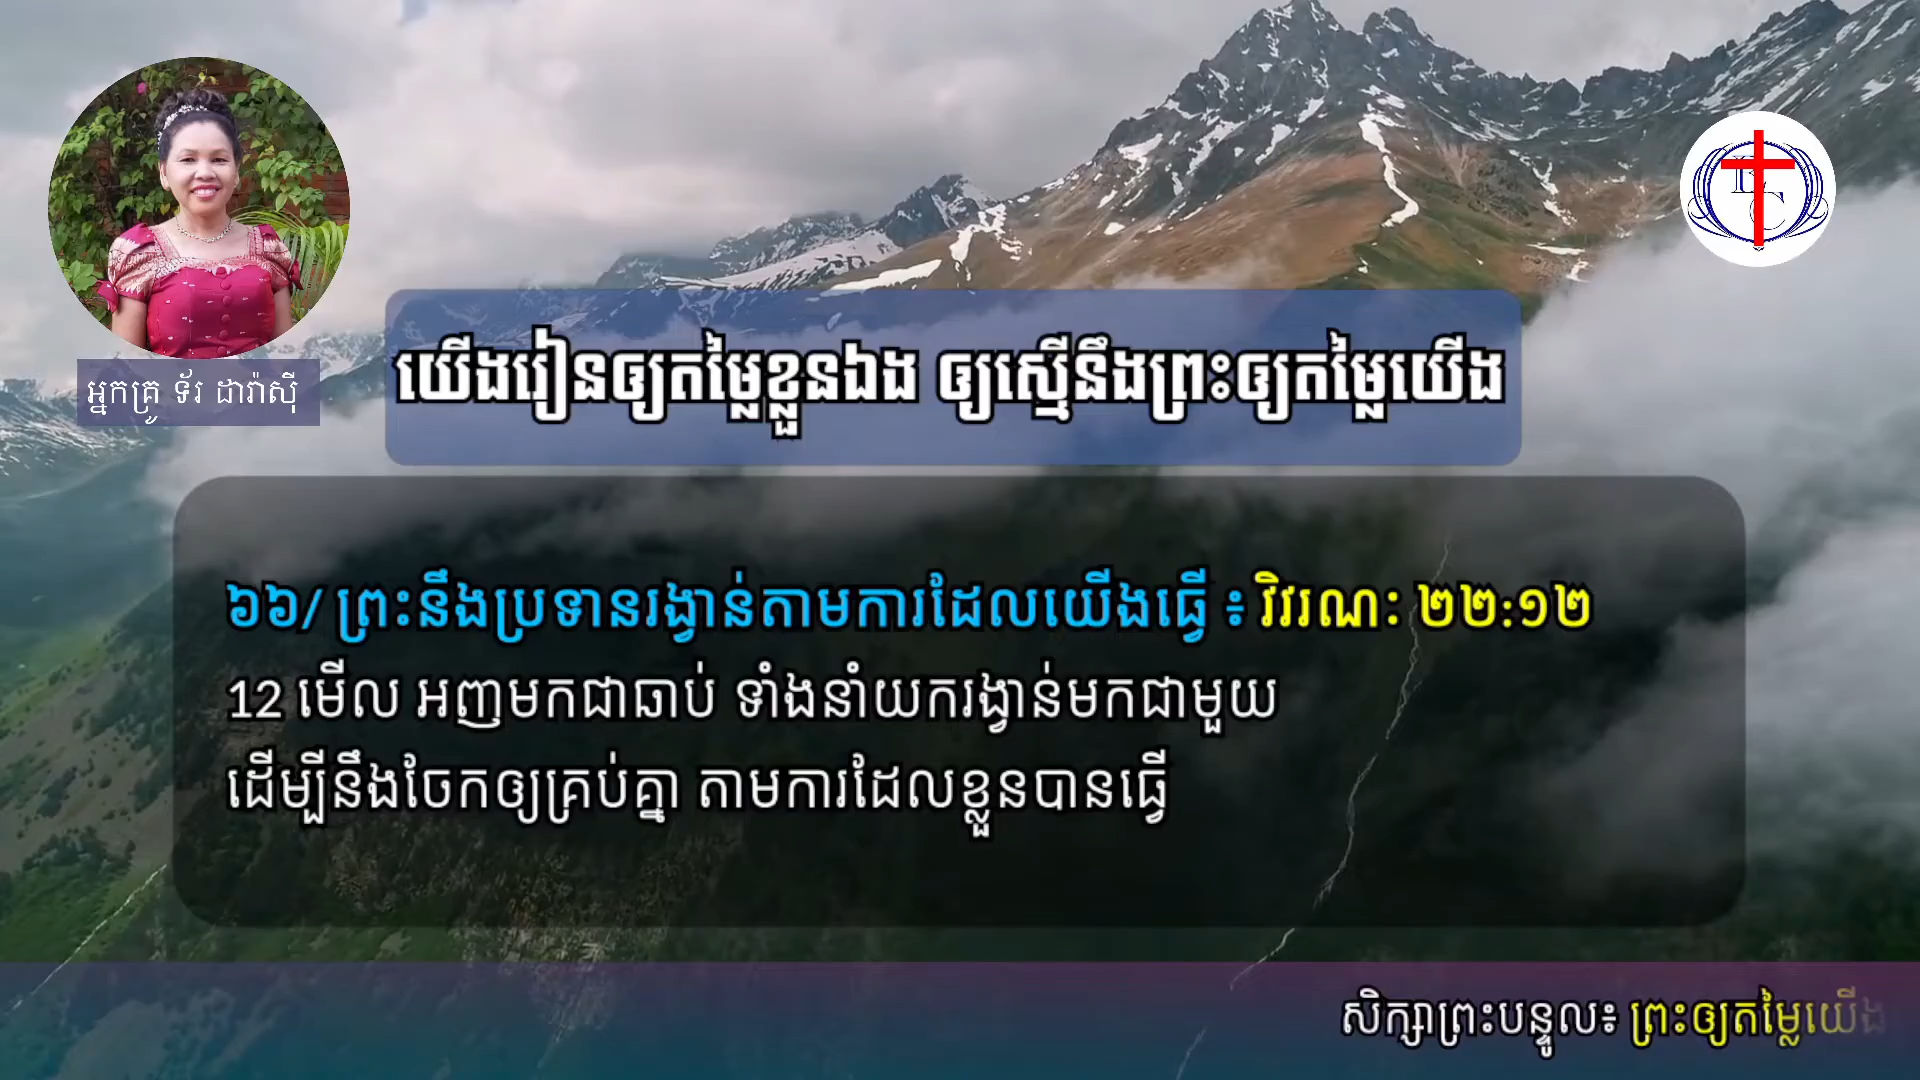 អ្នកគ្រូ ទ័រ ដារ៉ាស៊ី
យើងរៀនឲ្យតម្លៃខ្លួនឯង ឲ្យស្មើនឹងព្រះឲ្យតម្លៃយើង
៦៦/ ព្រះនឹងប្រទានរង្វាន់តាមការដែលយើងធ្វើ ៖ វិវរណៈ ២២:១២
12 មើល អញមកជាឆាប់ ទាំងនាំយករង្វាន់មកជាមួយ
ដើម្បីនឹងចែកឲ្យគ្រប់គ្នា តាមការដែលខ្លួនបានធ្វើ
សិក្សាព្រះបន្ទូល៖ ព្រះឲ្យតម្លៃយើង